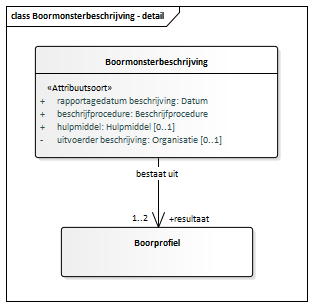 class Boormonsterbeschrijving - detail
Boormonsterbeschrijving
«Attribuutsoort»
+ rapportagedatum beschrijving: Datum
+ beschrijfprocedure: Beschrijfprocedure
+ hulpmiddel: Hulpmiddel [0..1]
- uitvoerder beschrijving: Organisatie [0..1]
bestaat uit
1..2 +resultaat
Boorprofiel